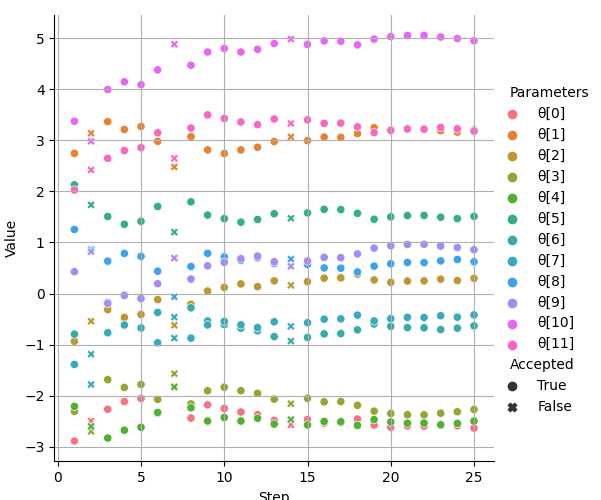 5
4
3
2
1
0
−1
−2
−3
Value
0
5
10
15
20
25
Step
Parameters
θ[0]
θ[1]
θ[2]
θ[3]
θ[4]
θ[5]
θ[6]
θ[7]
θ[8]
θ[9]
θ[10]
θ[11]
Accepted
True
False